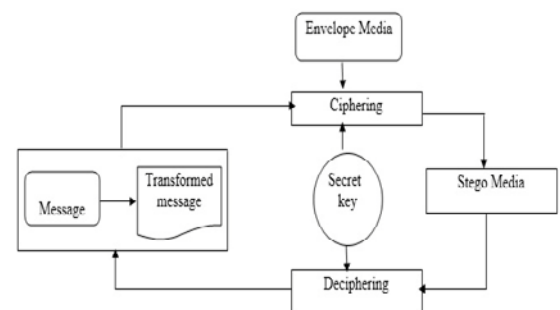 Envelope Media
Ciphering
Message
Transformed
message
Secret
key
Stego Media
Deciphering